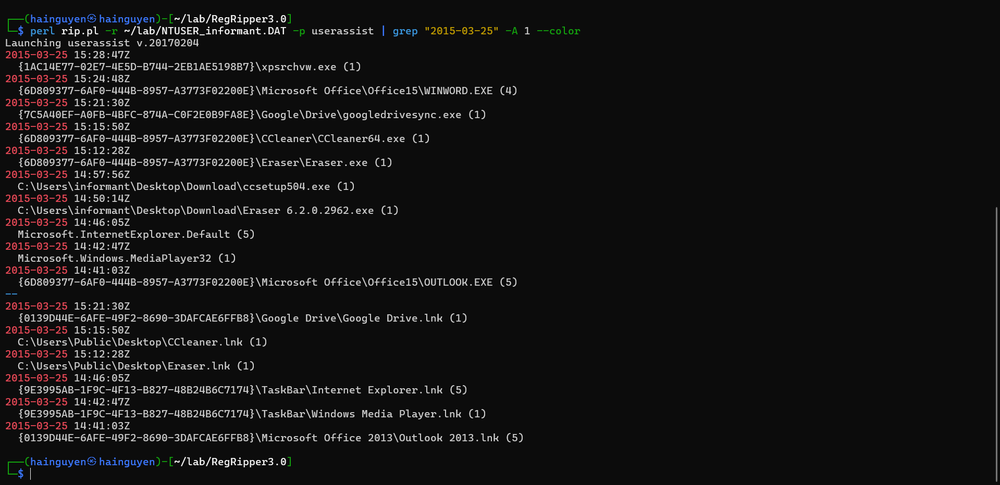 ┌──(hainguyen㉿hainguyen)-[~/lab/RegRipper3.0]
└─$ perl rip.pl -r ~/lab/NTUSER_informant.DAT -p userassist | grep "2015-03-25" -A 1 --color
Launching userassist v.20170204
2015-03-25 15:28:47Z
  {1AC14E77-02E7-4E5D-B744-2EB1AE5198B7}\xpsrchvw.exe (1)
2015-03-25 15:24:48Z
  {6D809377-6AF0-444B-8957-A3773F02200E}\Microsoft Office\Office15\WINWORD.EXE (4)
2015-03-25 15:21:30Z
  {7C5A40EF-A0FB-4BFC-874A-C0F2E0B9FA8E}\Google\Drive\googledrivesync.exe (1)
2015-03-25 15:15:50Z
  {6D809377-6AF0-444B-8957-A3773F02200E}\CCleaner\CCleaner64.exe (1)
2015-03-25 15:12:28Z
  {6D809377-6AF0-444B-8957-A3773F02200E}\Eraser\Eraser.exe (1)
2015-03-25 14:57:56Z
  C:\Users\informant\Desktop\Download\ccsetup504.exe (1)
2015-03-25 14:50:14Z
  C:\Users\informant\Desktop\Download\Eraser 6.2.0.2962.exe (1)
2015-03-25 14:46:05Z
  Microsoft.InternetExplorer.Default (5)
2015-03-25 14:42:47Z
  Microsoft.Windows.MediaPlayer32 (1)
2015-03-25 14:41:03Z
  {6D809377-6AF0-444B-8957-A3773F02200E}\Microsoft Office\Office15\OUTLOOK.EXE (5)
--
2015-03-25 15:21:30Z
  {0139D44E-6AFE-49F2-8690-3DAFCAE6FFB8}\Google Drive\Google Drive.lnk (1)
2015-03-25 15:15:50Z
  C:\Users\Public\Desktop\CCleaner.lnk (1)
2015-03-25 15:12:28Z
  C:\Users\Public\Desktop\Eraser.lnk (1)
2015-03-25 14:46:05Z
  {9E3995AB-1F9C-4F13-B827-48B24B6C7174}\TaskBar\Internet Explorer.lnk (5)
2015-03-25 14:42:47Z
  {9E3995AB-1F9C-4F13-B827-48B24B6C7174}\TaskBar\Windows Media Player.lnk (1)
2015-03-25 14:41:03Z
  {0139D44E-6AFE-49F2-8690-3DAFCAE6FFB8}\Microsoft Office 2013\Outlook 2013.lnk (5)
┌──(hainguyen㉿hainguyen)-[~/lab/RegRipper3.0]
└─$